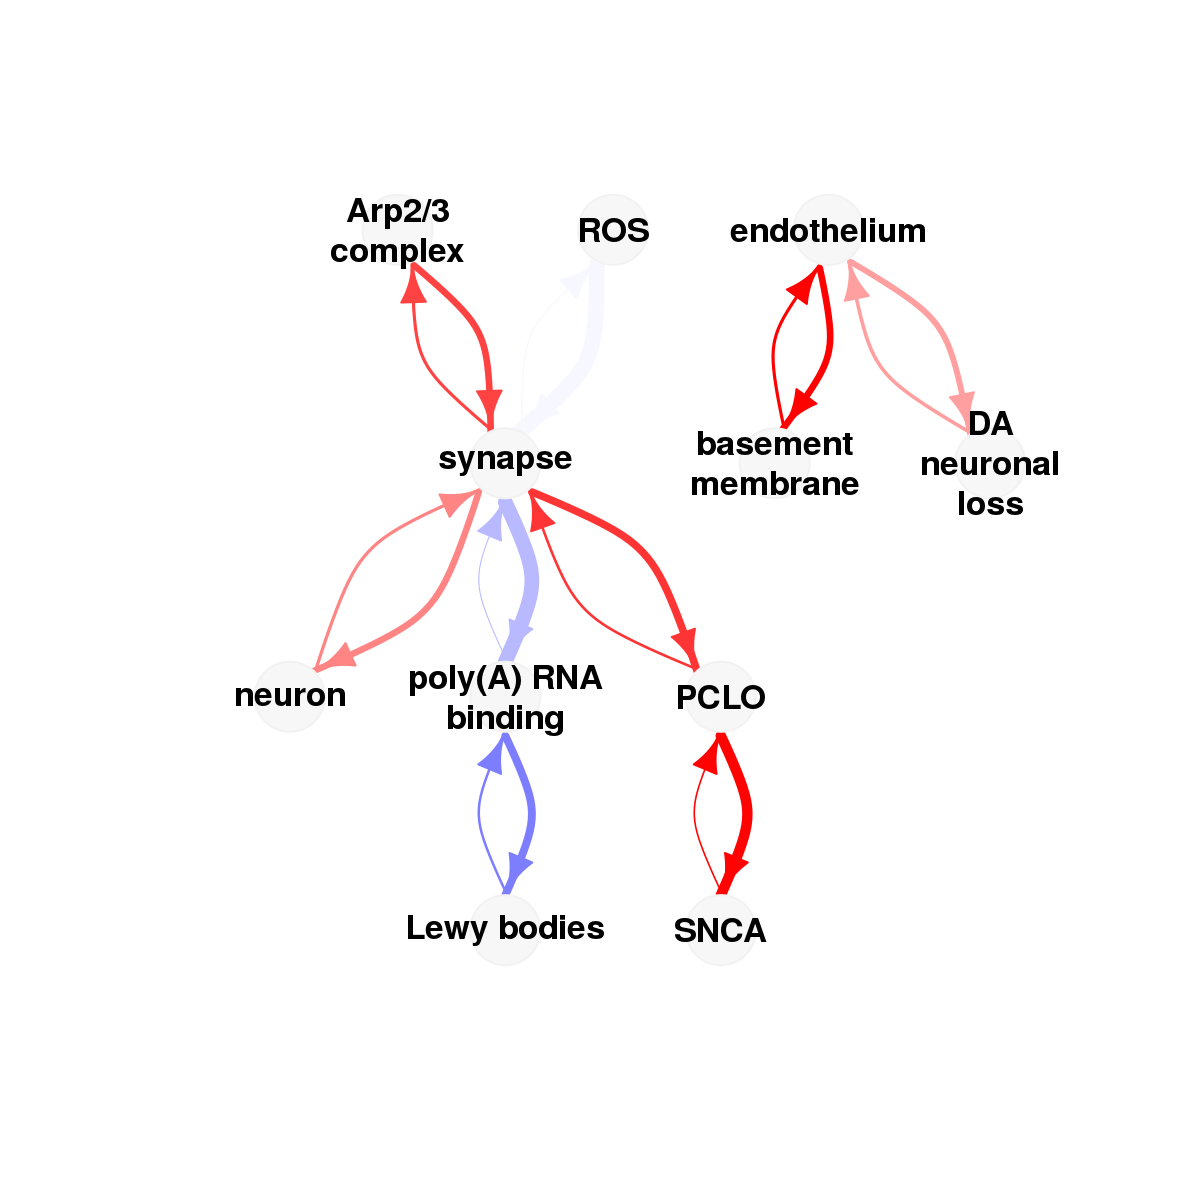 Arp2/3
complex
ROS
endothelium
synapse
basement
membrane
DA
neuronal
loss
neuron
poly(A) RNA
binding
PCLO
Lewy bodies
SNCA